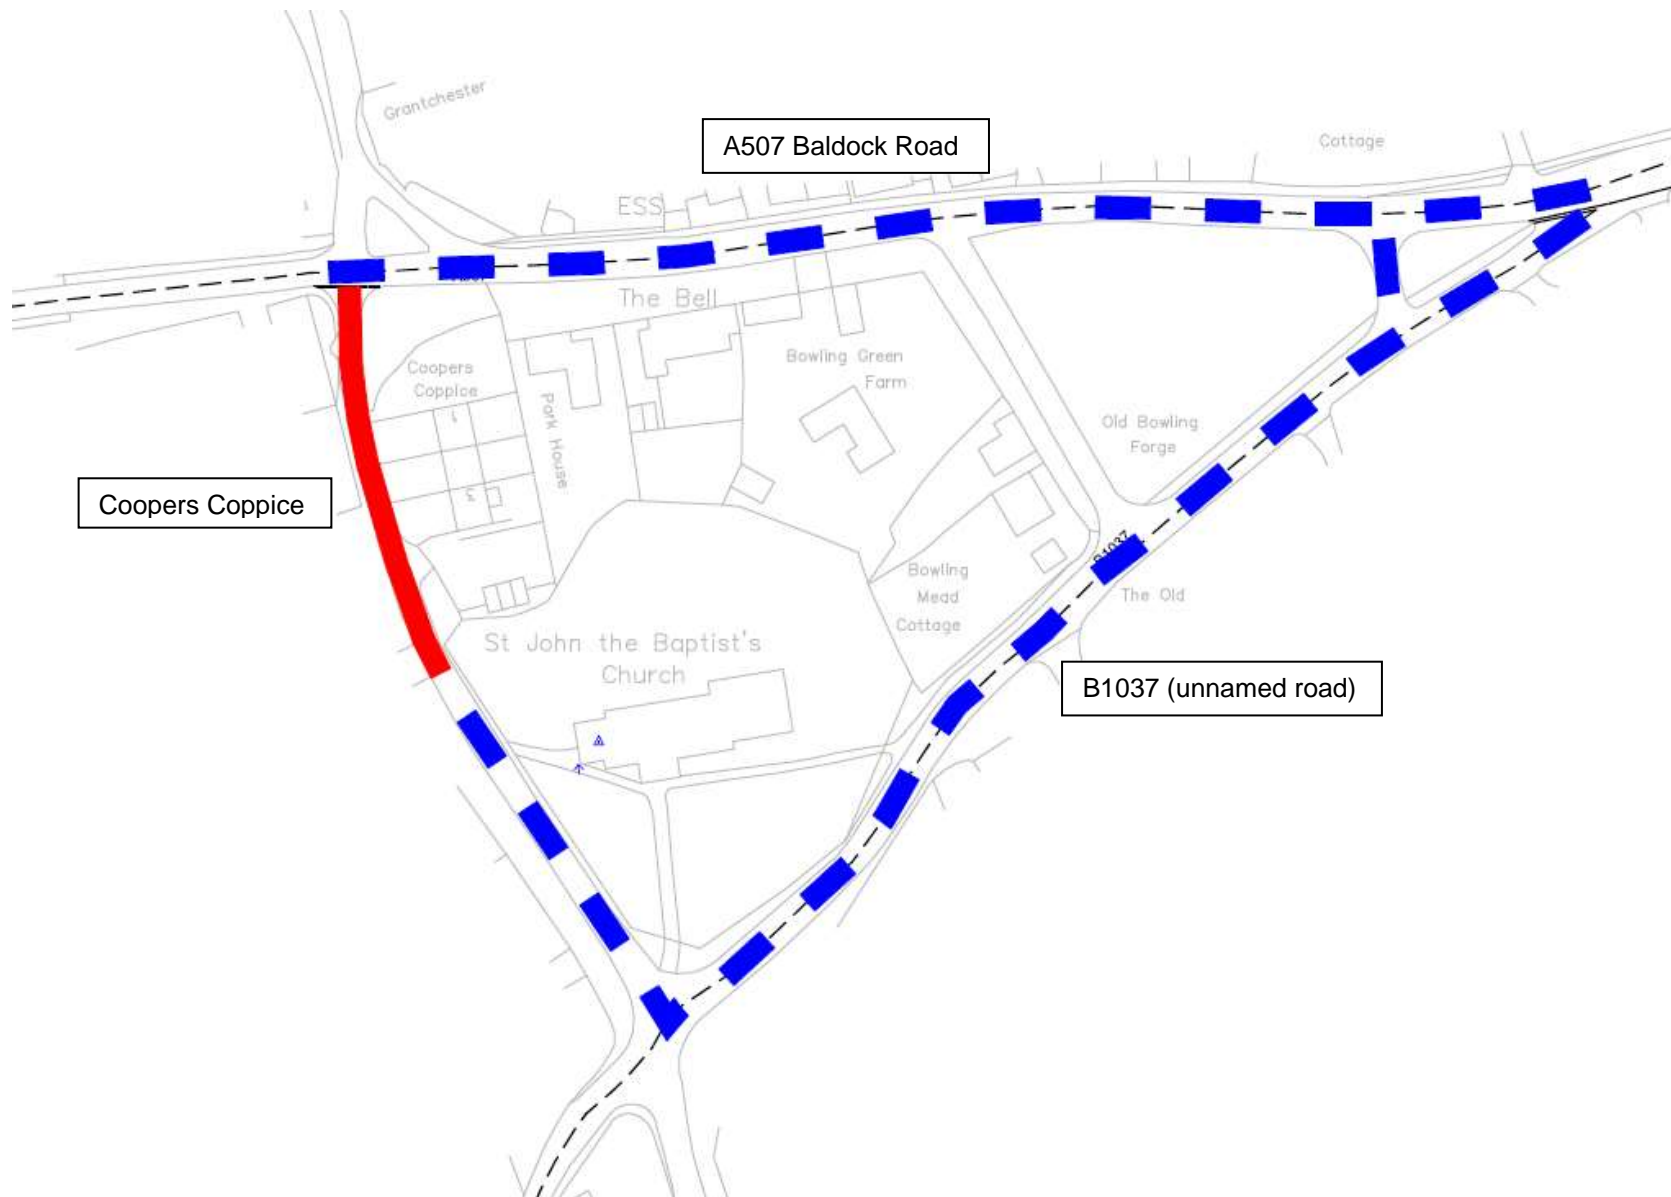 Grantchester
A507 Baldock Road
Cottage
ESS
The Bell
Coopers
Coppice
Park House
Bowling Green
Farm
Old Bowling
Forge
Coopers Coppice
3
B1037
Bowling
Mead
Cottage
The Old
St John the Baptist's
Church
B1037 (unnamed road)